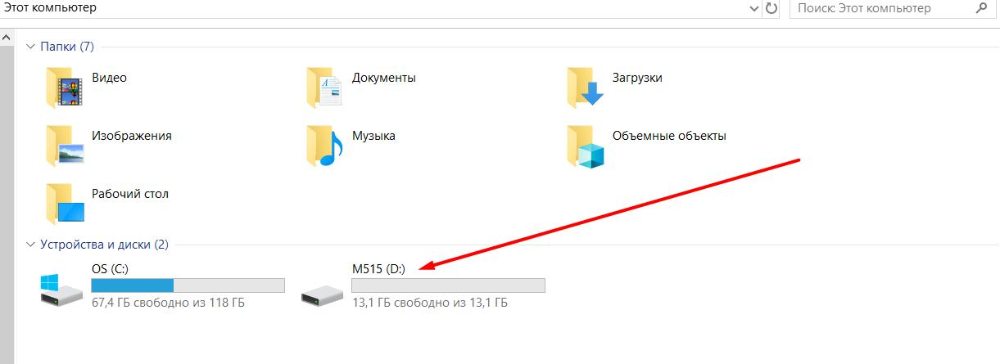 Этот компьютер
Поиск: Этот компьютер
Папки (7)
Видео
Документы
Загрузки
Изображения
Музыка
Объемные объекты
Рабочий стол
Устройства и диски (2)
OS (C:)
67,4 ГБ свободно из 118 ГБ
M515 (D:)
13,1 ГБ свободно из 13,1 ГБ